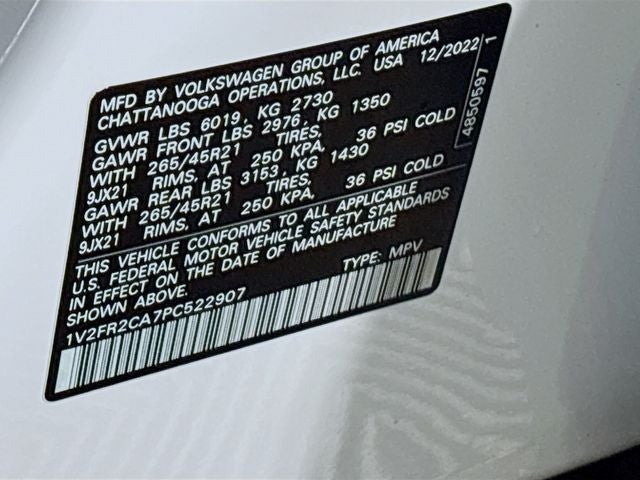 MFD BY VOLKSWAGEN GROUP OF AMERICA
CHATTANOOGA OPERATIONS, LLC. USA 12/2022
GVWR LBS 6019, KG 2730
GAWR FRONT LBS 2976, KG 1350
WITH 265/45R21 TIRES,
9JX21 RIMS, AT 250 KPA, 36 PSI COLD
GAWR REAR LBS 3153, KG 1430
WITH 265/45R21 TIRES,
9JX21 RIMS, AT 250 KPA, 36 PSI COLD
THIS VEHICLE CONFORMS TO ALL APPLICABLE
U.S. FEDERAL MOTOR VEHICLE SAFETY STANDARDS
IN EFFECT ON THE DATE OF MANUFACTURE
SHOWN ABOVE. TYPE: MPV
1V2FR2CA7PC522907
4850597 1